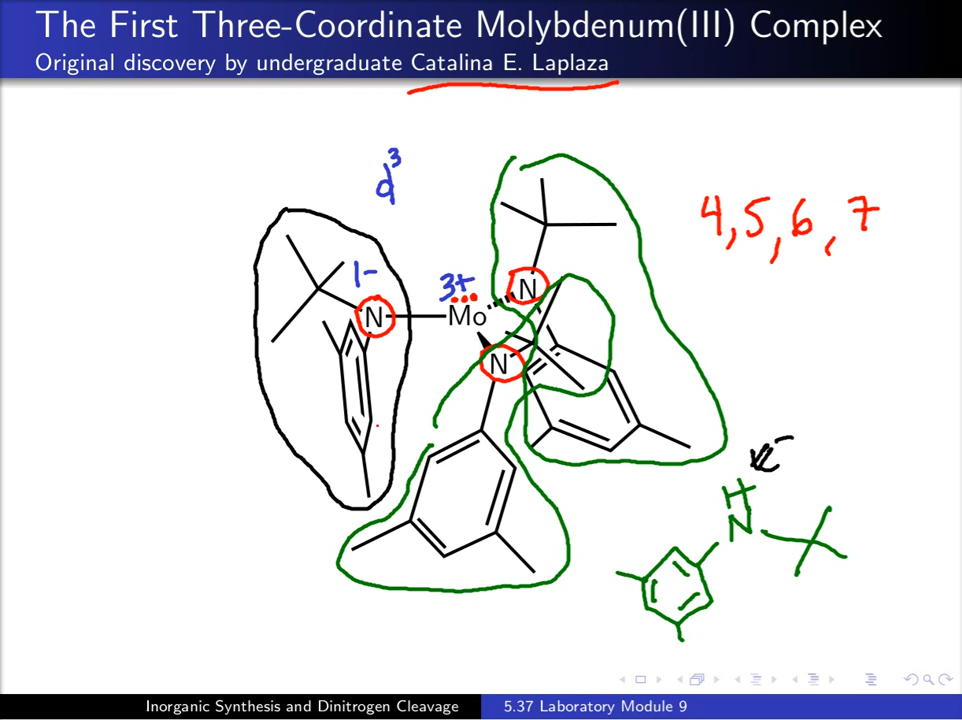 The First Three-Coordinate Molybdenum(III) Complex
Original discovery by undergraduate Catalina E. Laplaza
d³
4, 5, 6, 7
1-
3+
N
N Mo
N
H
N
Inorganic Synthesis and Dinitrogen Cleavage 5.37 Laboratory Module 9